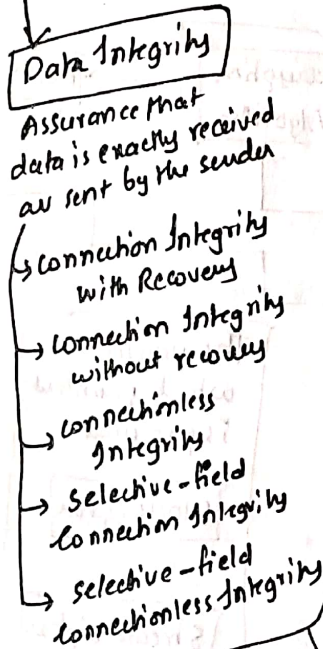 Data Integrity
Assurance that
data is exactly received
as sent by the sender
Connection Integrity
with Recovery
Connection Integrity
without recovery
Connectionless
Integrity
Selective-field
Connection Integrity
Selective-field
Connectionless Integrity